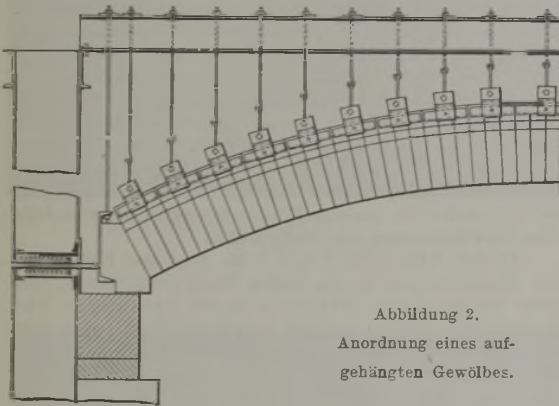 Abbildung 2.
Anordnung eines auf-
gehängten Gewölbes.